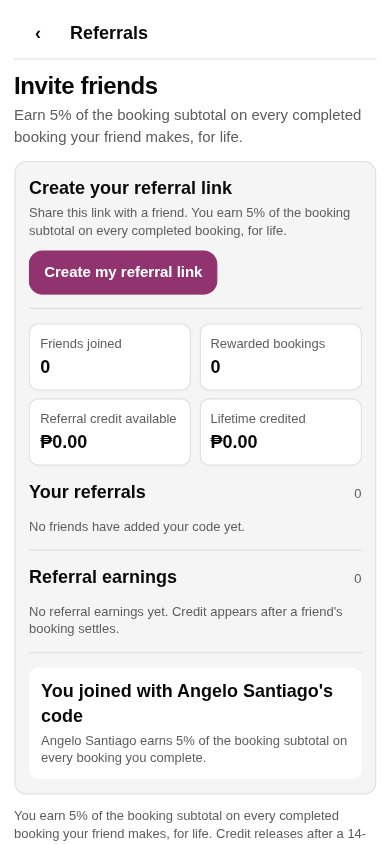 ‹ Referrals
Invite friends
Earn 5% of the booking subtotal on every completed
booking your friend makes, for life.
Create your referral link
Share this link with a friend. You earn 5% of the booking
subtotal on every completed booking, for life.
Create my referral link
Friends joined
0
Rewarded bookings
0
Referral credit available
₱0.00
Lifetime credited
₱0.00
Your referrals 0
No friends have added your code yet.
Referral earnings 0
No referral earnings yet. Credit appears after a friend's
booking settles.
You joined with Angelo Santiago's
code
Angelo Santiago earns 5% of the booking subtotal on
every booking you complete.
You earn 5% of the booking subtotal on every completed
booking your friend makes, for life. Credit releases after a 14-